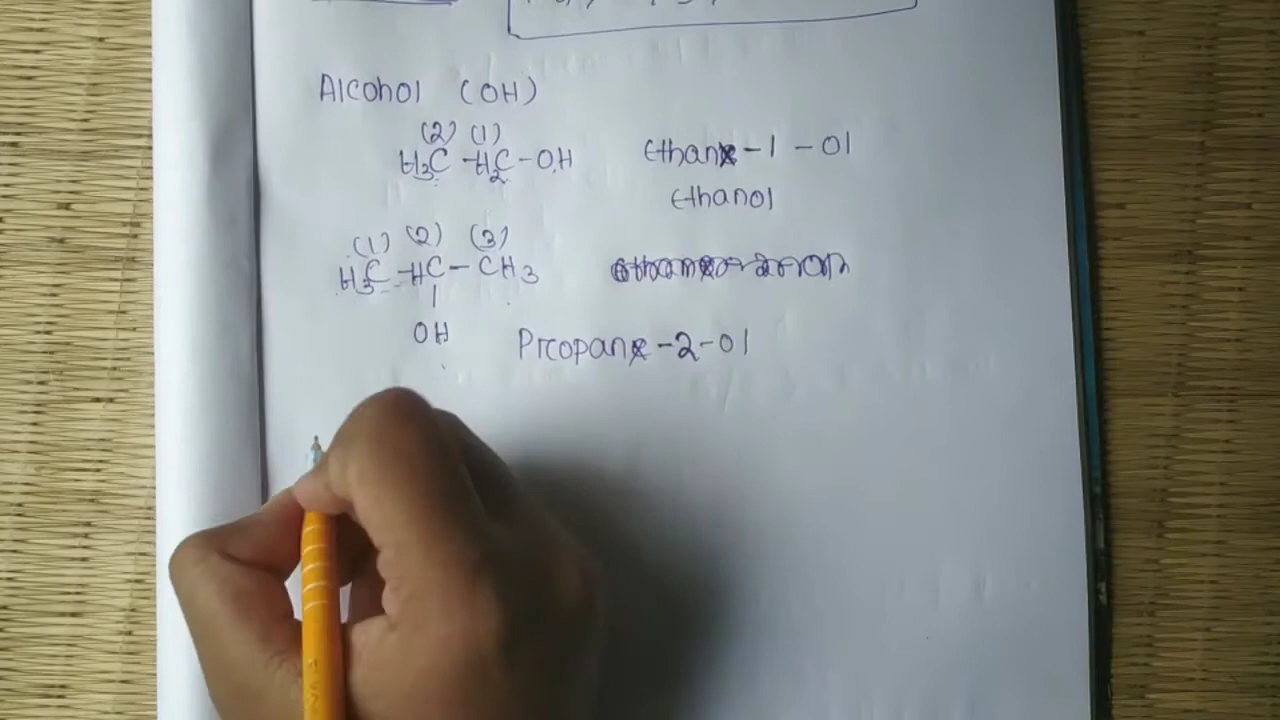 Alcohol (OH)
(2) (1)
H3C - H2C - OH Ethane - 1 - ol
Ethanol
(1) (2) (3)
H3C - HC - CH3
OH
Propane - 2 - ol